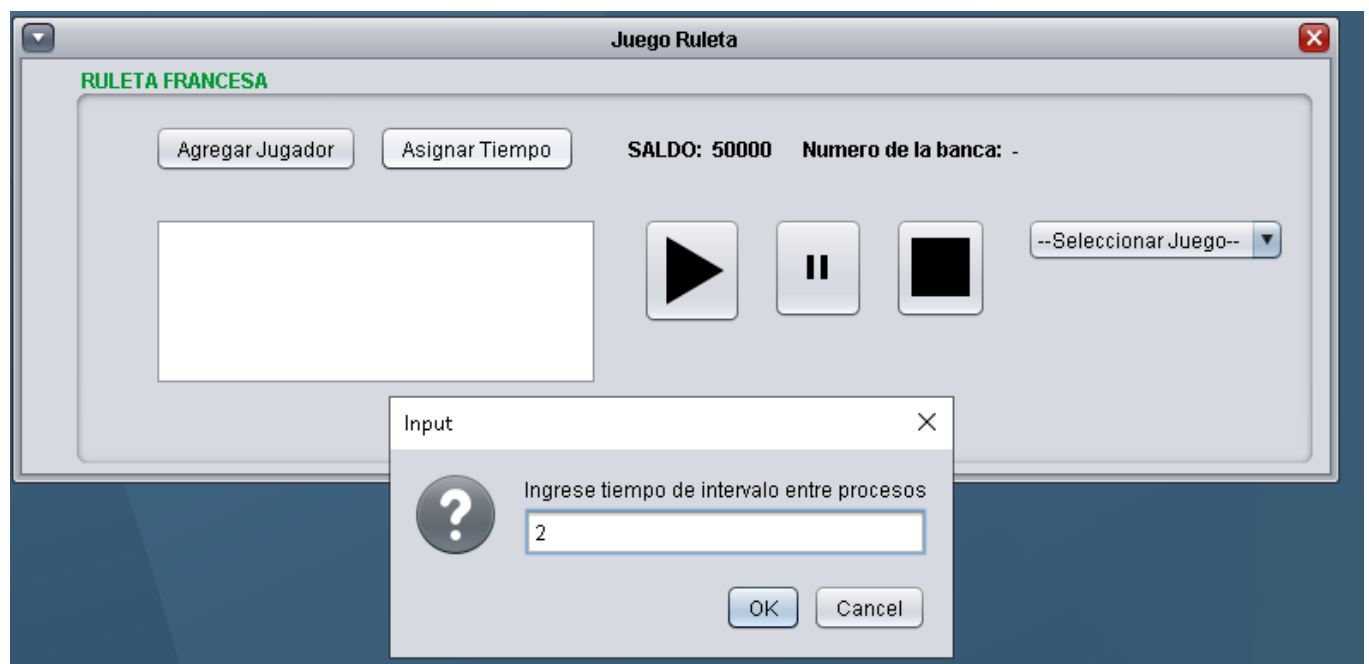 Juego Ruleta
RULETA FRANCESA
Agregar Jugador Asignar Tiempo SALDO: 50000 Numero de la banca: -
--Seleccionar Juego--
Input
Ingrese tiempo de intervalo entre procesos
2
OK Cancel